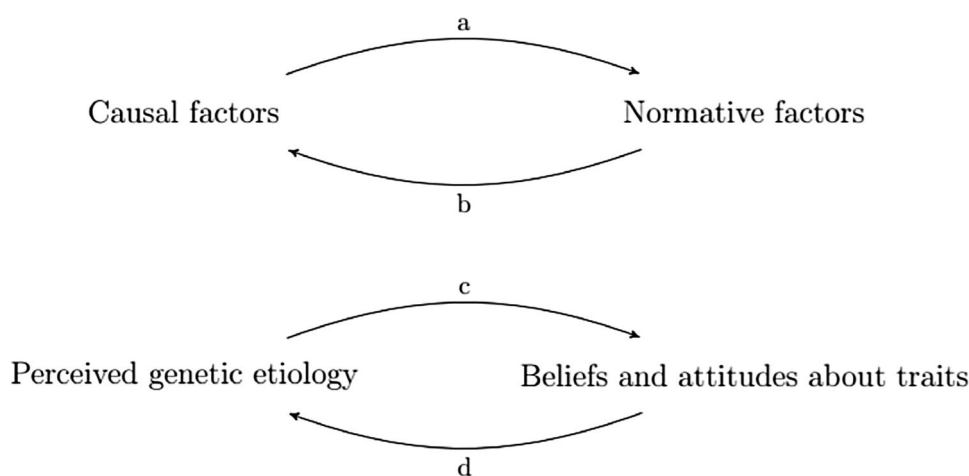 a
Causal factors Normative factors
b
c
Perceived genetic etiology Beliefs and attitudes about traits
d